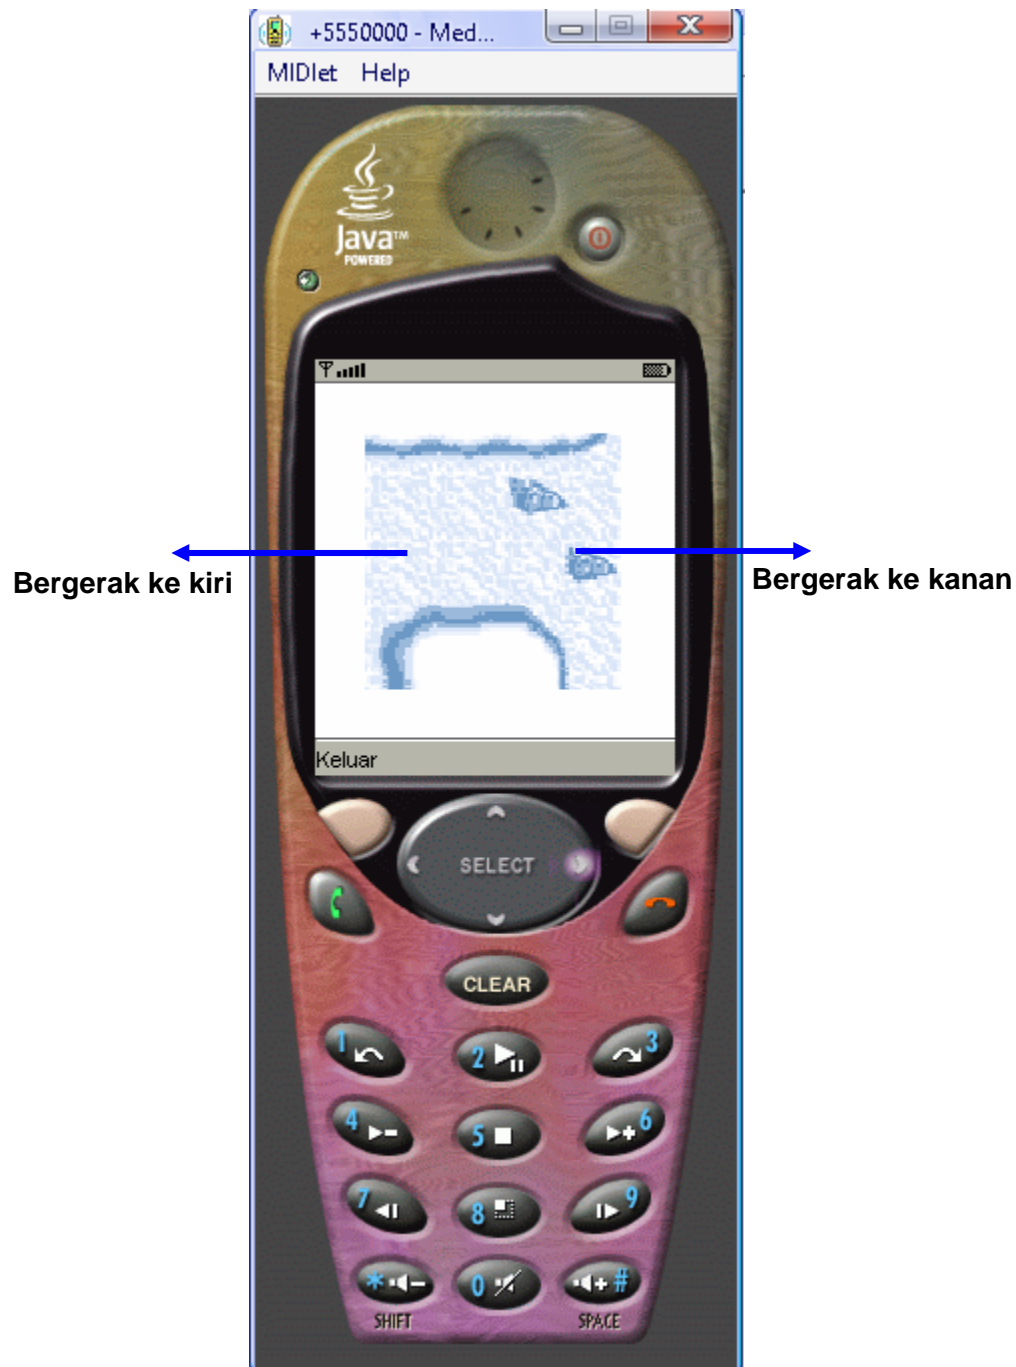 +5550000 - Med...
MIDlet Help
Java™
POWERED
Bergerak ke kiri
Bergerak ke kanan
Keluar
SELECT
CLEAR
1 2 3
4 5 6
7 8 9
* 0 #
SHIFT SPACE